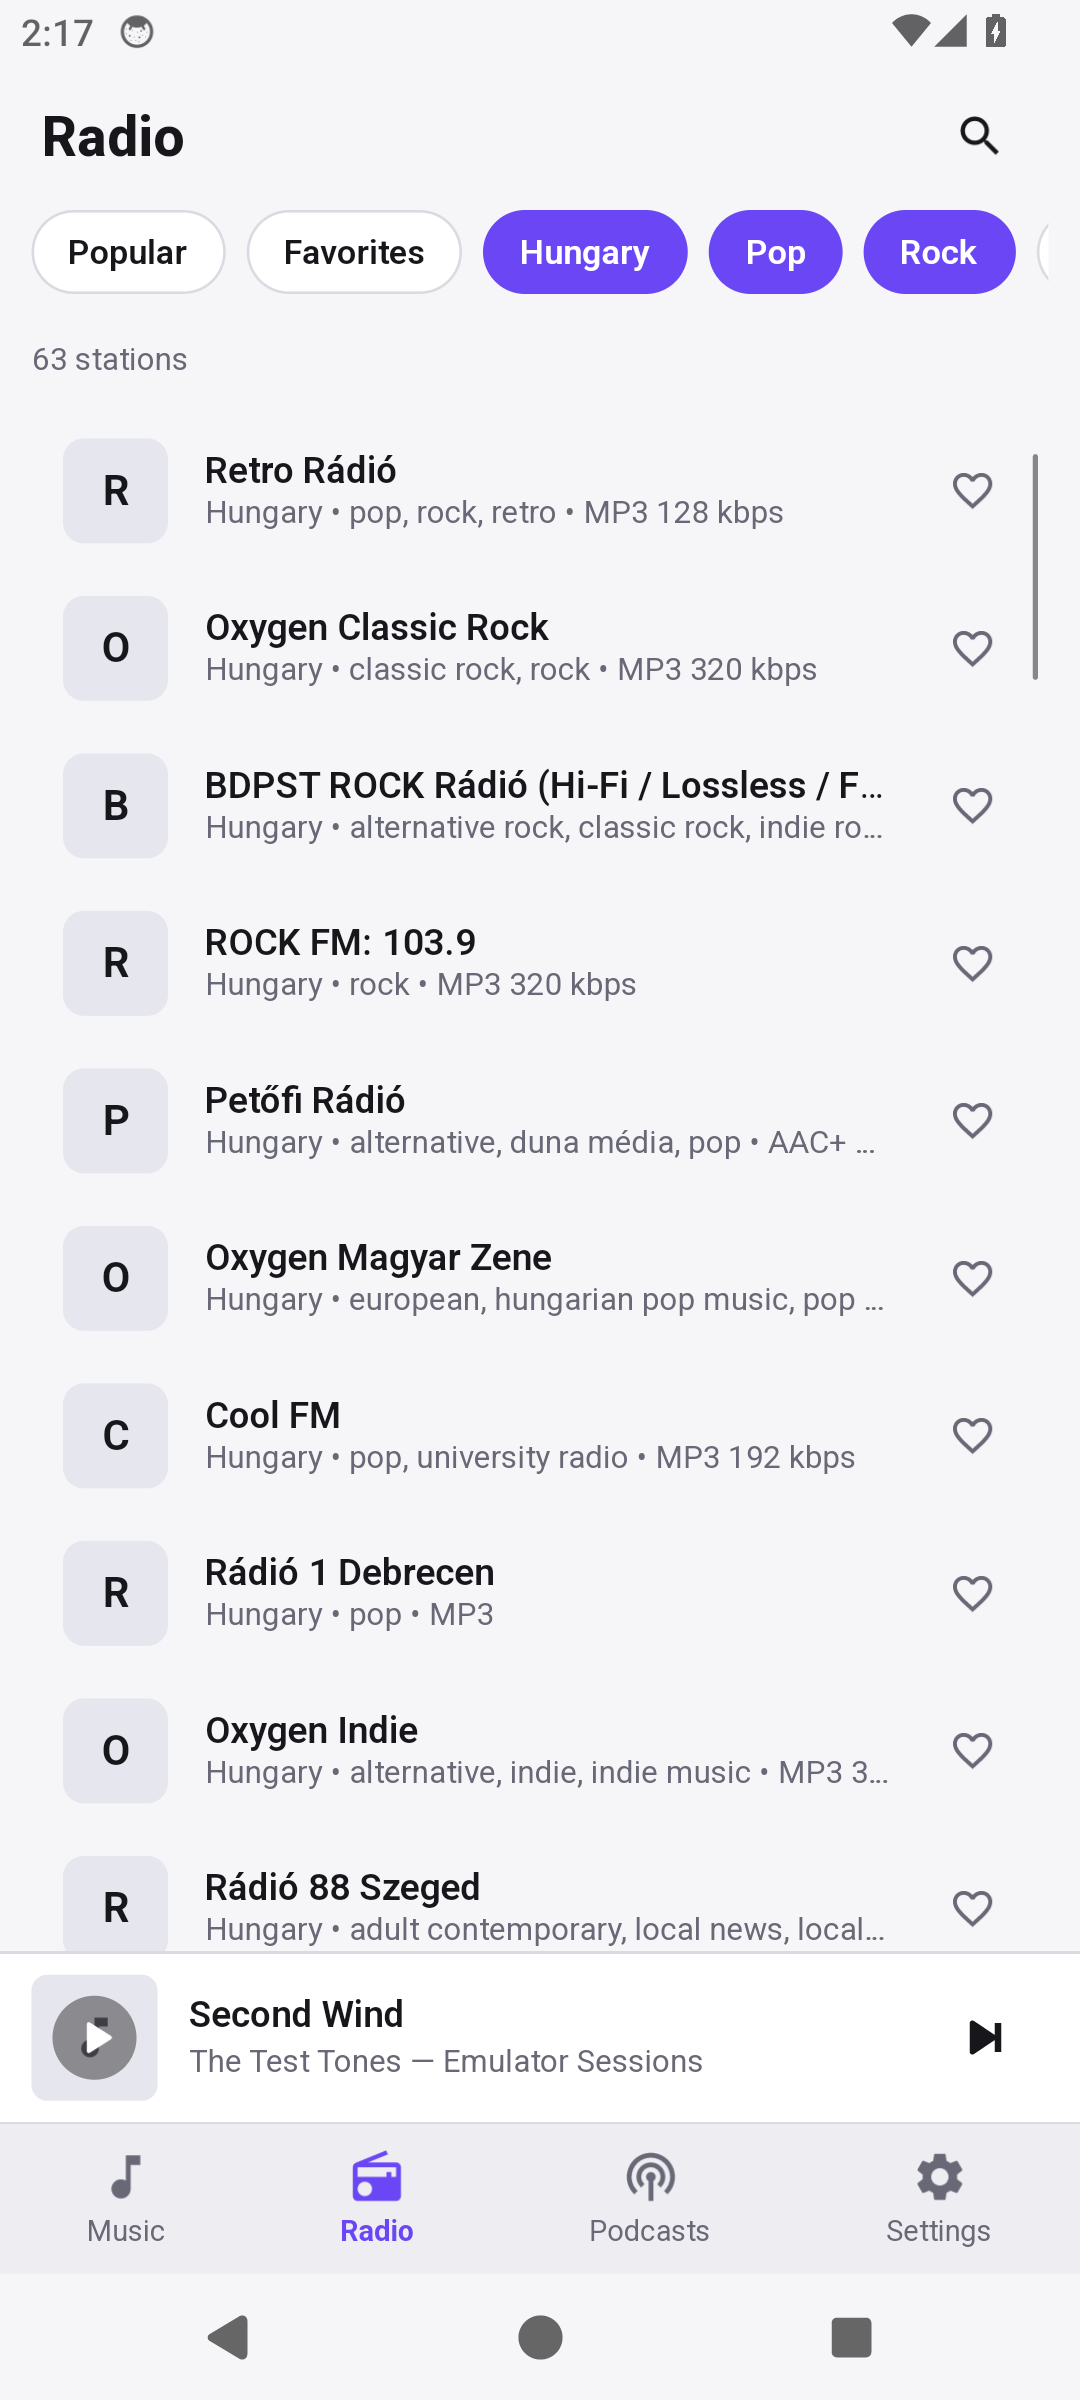 2:17
Radio
Popular
Favorites
Hungary
Pop
Rock
63 stations
R
Retro Rádió
Hungary • pop, rock, retro • MP3 128 kbps
O
Oxygen Classic Rock
Hungary • classic rock, rock • MP3 320 kbps
B
BDPST ROCK Rádió (Hi-Fi / Lossless / F…
Hungary • alternative rock, classic rock, indie ro…
R
ROCK FM: 103.9
Hungary • rock • MP3 320 kbps
P
Petőfi Rádió
Hungary • alternative, duna média, pop • AAC+ …
O
Oxygen Magyar Zene
Hungary • european, hungarian pop music, pop …
C
Cool FM
Hungary • pop, university radio • MP3 192 kbps
R
Rádió 1 Debrecen
Hungary • pop • MP3
O
Oxygen Indie
Hungary • alternative, indie, indie music • MP3 3…
R
Rádió 88 Szeged
Hungary • adult contemporary, local news, local…
Second Wind
The Test Tones — Emulator Sessions
Music
Radio
Podcasts
Settings